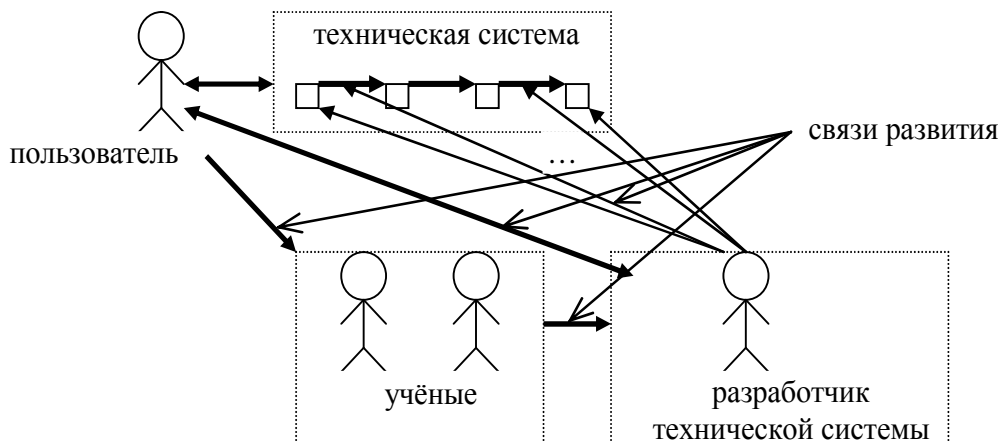 техническая система
пользователь
связи развития
…
учёные
разработчик
технической системы